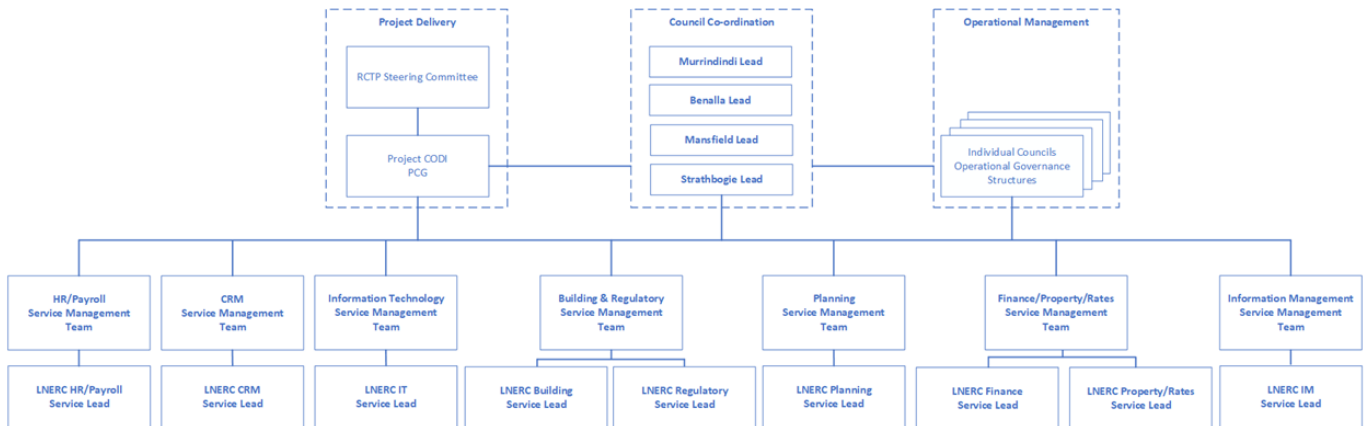 Project Delivery
RCTP Steering Committee
Project CODI
PCG
Council Co-ordination
Murrindindi Lead
Benalla Lead
Mansfield Lead
Strathbogie Lead
Operational Management
Individual Councils
Operational Governance
Structures
HR/Payroll
Service Management
Team
CRM
Service Management
Team
Information Technology
Service Management
Team
Building & Regulatory
Service Management
Team
Planning
Service Management
Team
Finance/Property/Rates
Service Management
Team
Information Management
Service Management
Team
LNERC HR/Payroll
Service Lead
LNERC CRM
Service Lead
LNERC IT
Service Lead
LNERC Building
Service Lead
LNERC Regulatory
Service Lead
LNERC Planning
Service Lead
LNERC Finance
Service Lead
LNERC Property/Rates
Service Lead
LNERC IM
Service Lead